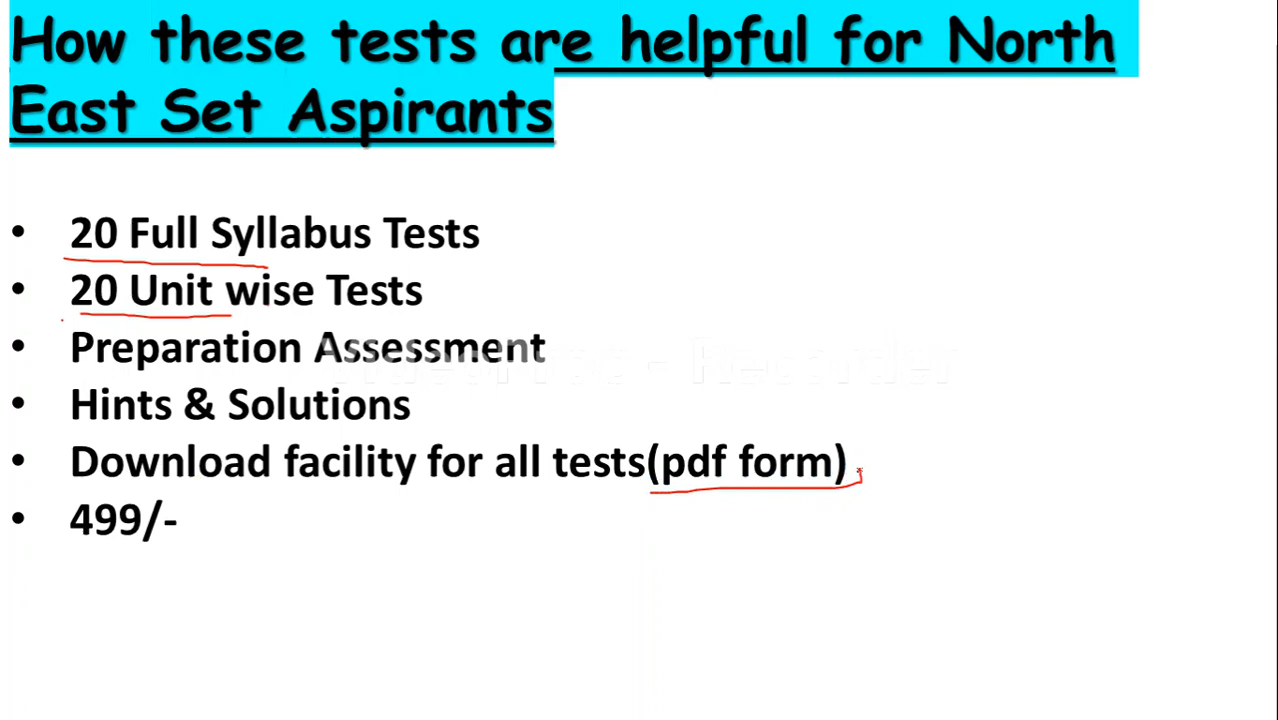 How these tests are helpful for North
East Set Aspirants
• 20 Full Syllabus Tests
• 20 Unit wise Tests
• Preparation Assessment
• Hints & Solutions
• Download facility for all tests(pdf form)
• 499/-
Recorder